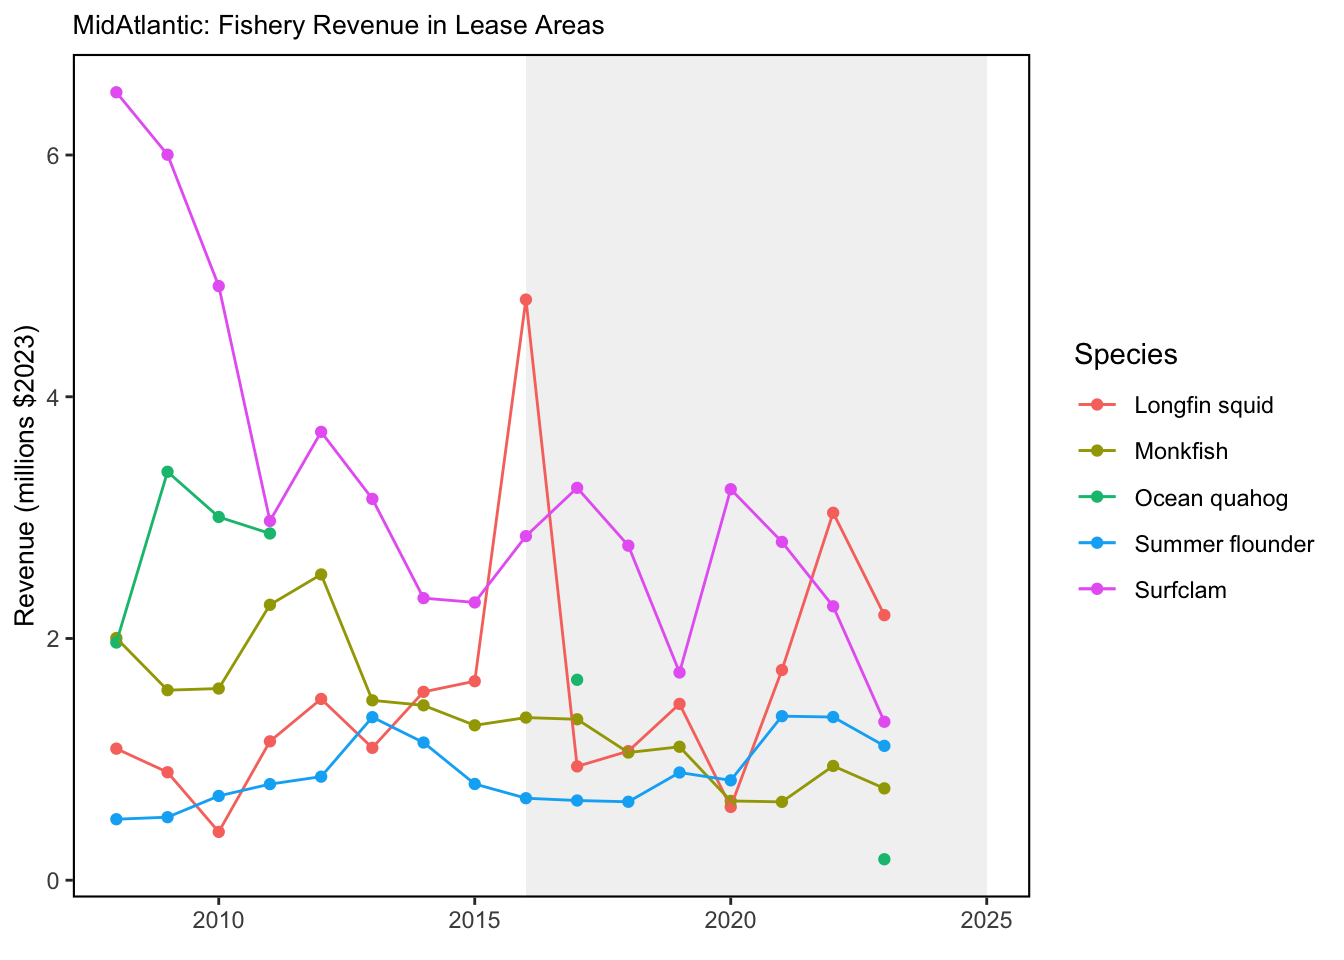 MidAtlantic: Fishery Revenue in Lease Areas
Revenue (millions $2023)
6
4
2
0
2010
2015
2020
2025
Species
Longfin squid
Monkfish
Ocean quahog
Summer flounder
Surfclam